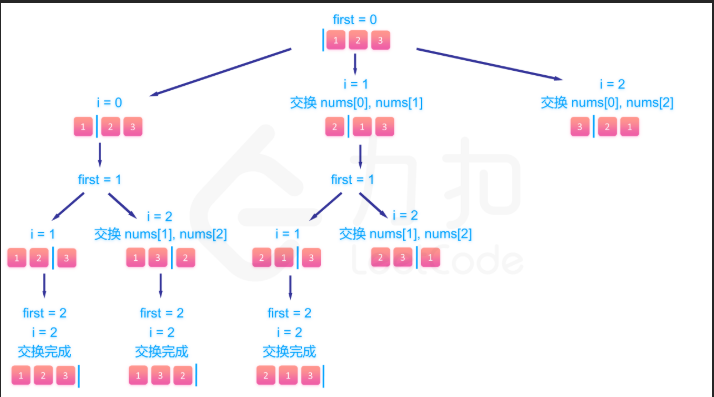 first = 0
1 2 3
i = 0
i = 1
i = 2
交换 nums[0], nums[1]
交换 nums[0], nums[2]
1 2 3
2 1 3
3 2 1
first = 1
first = 1
i = 1
i = 2
交换 nums[1], nums[2]
i = 1
i = 2
交换 nums[1], nums[2]
1 2 3
1 3 2
2 1 3
2 3 1
first = 2
first = 2
first = 2
i = 2
i = 2
i = 2
交换完成
交换完成
交换完成
1 2 3
1 3 2
2 1 3
力扣
LeetCode